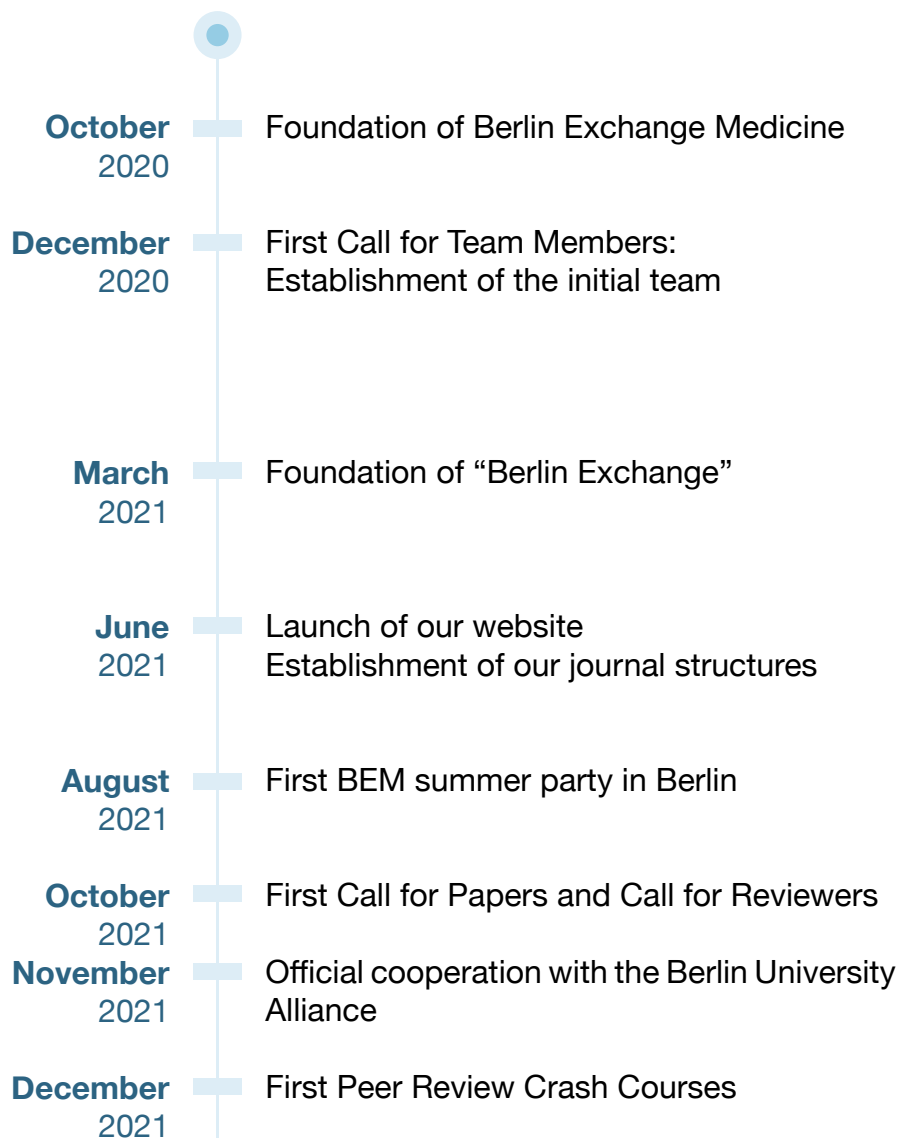 October
2020
Foundation of Berlin Exchange Medicine
December
2020
First Call for Team Members:
Establishment of the initial team
March
2021
Foundation of “Berlin Exchange”
June
2021
Launch of our website
Establishment of our journal structures
August
2021
First BEM summer party in Berlin
October
2021
First Call for Papers and Call for Reviewers
November
2021
Official cooperation with the Berlin University
Alliance
December
2021
First Peer Review Crash Courses